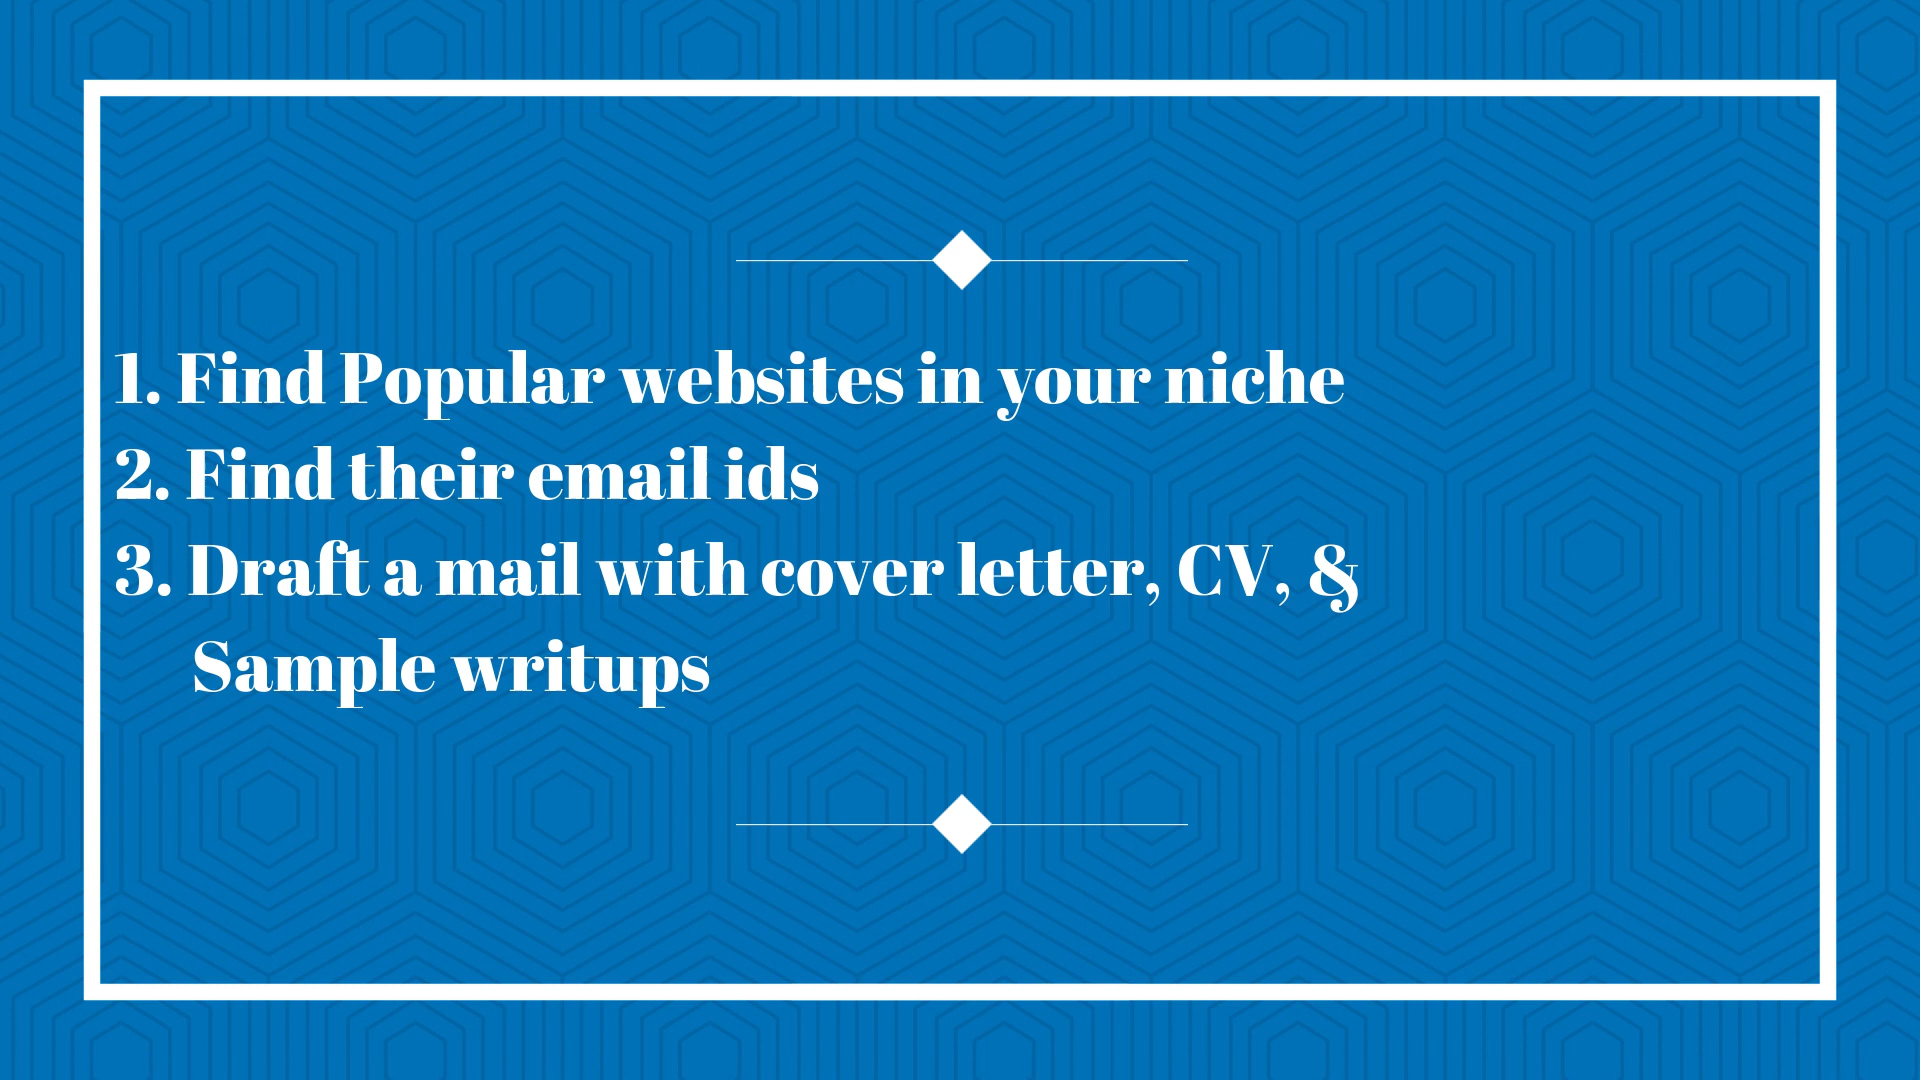 1. Find Popular websites in your niche
2. Find their email ids
3. Draft a mail with cover letter, CV, &
Sample writups